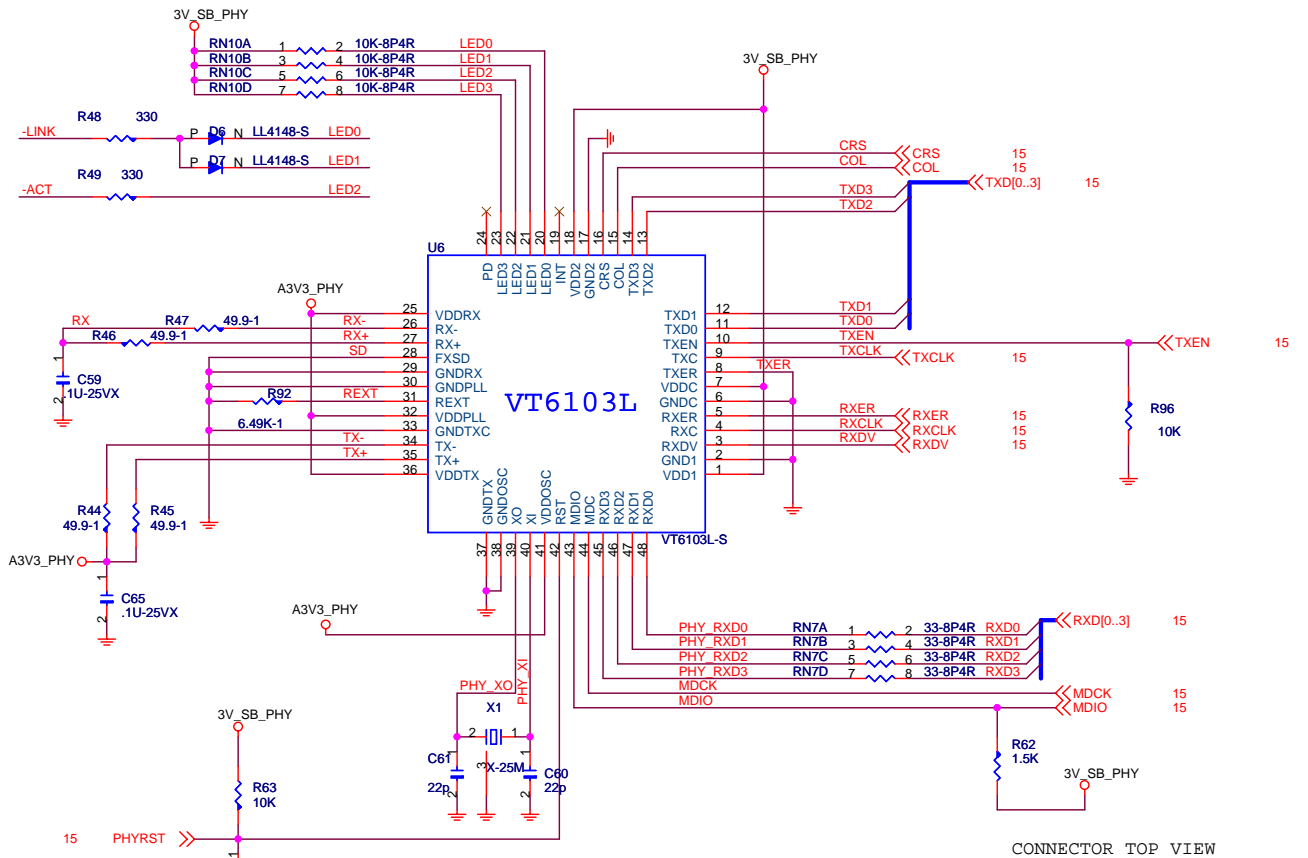 3V_SB_PHY
RN10A 1 2 10K-8P4R LED0
RN10B 3 4 10K-8P4R LED1
RN10C 5 6 10K-8P4R LED2
RN10D 7 8 10K-8P4R LED3
3V_SB_PHY
R48 330
-LINK P D6 N LL4148-S LED0
P D7 N LL4148-S LED1
R49 330
-ACT LED2
CRS CRS 15
COL COL 15
TXD3 TXD[0..3] 15
TXD2
24 23 22 21 20 19 18 17 16 15 14 13
U6
PD LED3 LED2 LED1 LED0 INT VDD2 GND2 CRS COL TXD3 TXD2
A3V3_PHY
25 VDDRX
RX R47 49.9-1 RX- 26 RX-
R46 49.9-1 RX+ 27 RX+
SD 28 FXSD
29 GNDRX
30 GNDPLL
R92 REXT 31 REXT
32 VDDPLL
6.49K-1 33 GNDTXC
TX- 34 TX-
TX+ 35 TX+
36 VDDTX
1
C59
.1U-25VX
2
VT6103L
TXD1 12 TXD1
TXD0 11 TXD0
TXEN 10 TXEN TXEN 15
TXC 9 TXCLK TXCLK 15
TXER 8 TXER
VDDC 7
GNDC 6
RXER 5 RXER RXER 15
RXC 4 RXCLK RXCLK 15
RXDV 3 RXDV RXDV 15
GND1 2
VDD1 1
R96
10K
R44
49.9-1
R45
49.9-1
GNDTX GNDOSC XO XI VDDOSC RST MDIO MDC RXD3 RXD2 RXD1 RXD0
VT6103L-S
37 38 39 40 41 42 43 44 45 46 47 48
A3V3_PHY
1
C65
.1U-25VX
2
A3V3_PHY
PHY_RXD0 RN7A 1 2 33-8P4R RXD0 RXD[0..3] 15
PHY_RXD1 RN7B 3 4 33-8P4R RXD1
PHY_RXD2 RN7C 5 6 33-8P4R RXD2
PHY_RXD3 RN7D 7 8 33-8P4R RXD3
MDCK MDCK 15
MDIO MDIO 15
PHY_XO
PHY_XI
X1
2 1
3
X-25M
1
C61
22p
2
1
C60
22p
2
R62
1.5K
3V_SB_PHY
3V_SB_PHY
R63
10K
15 PHYRST
1
CONNECTOR TOP VIEW